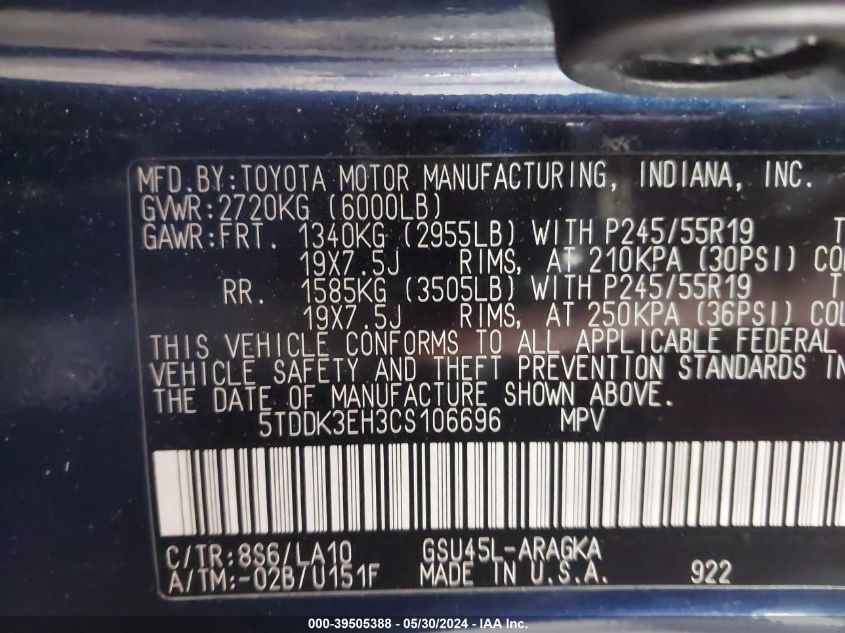 MFD.BY:TOYOTA MOTOR MANUFACTURING, INDIANA, INC.
GVWR:2720KG (6000LB)
GAWR:FRT. 1340KG (2955LB) WITH P245/55R19 T
19X7.5J RIMS, AT 210KPA (30PSI) COL
RR. 1585KG (3505LB) WITH P245/55R19 T
19X7.5J RIMS, AT 250KPA (36PSI) COL
THIS VEHICLE CONFORMS TO ALL APPLICABLE FEDERAL
VEHICLE SAFETY AND THEFT PREVENTION STANDARDS IN
THE DATE OF MANUFACTURE SHOWN ABOVE.
5TDDK3EH3CS106696 MPV
C/TR:8S6/LA10 GSU45L-ARAGKA
A/TM:-02B/U151F MADE IN U.S.A. 922
000-39505388 - 05/30/2024 - IAA Inc.